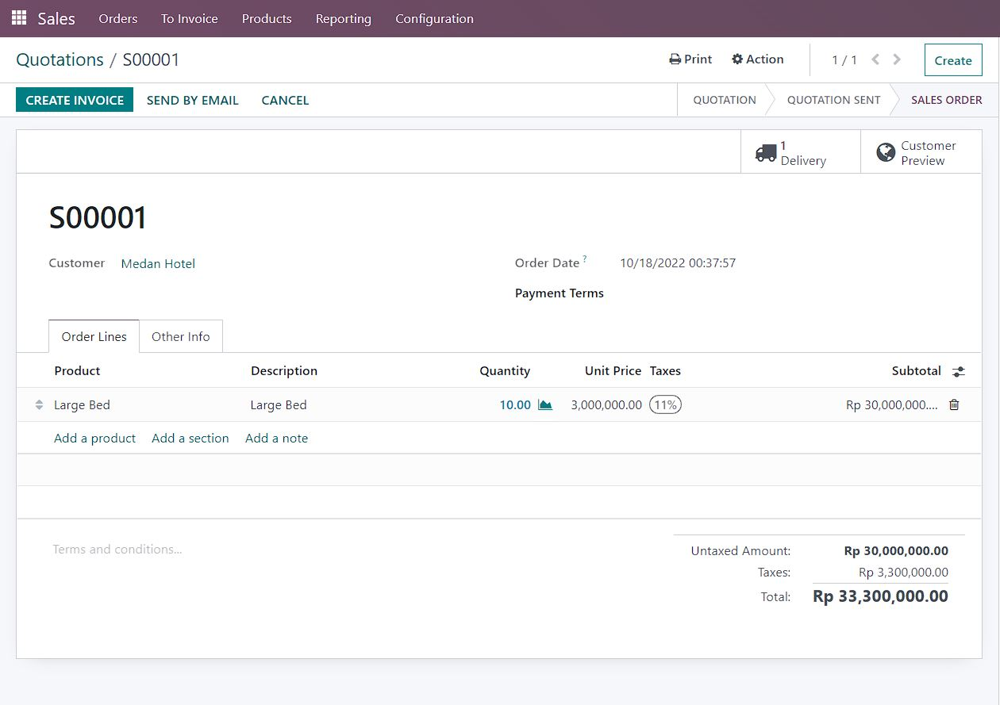 Sales Orders To Invoice Products Reporting Configuration
Quotations / S00001 Print Action 1 / 1 Create
CREATE INVOICE SEND BY EMAIL CANCEL QUOTATION QUOTATION SENT SALES ORDER
1
Delivery
Customer
Preview
S00001
Customer Medan Hotel Order Date ? 10/18/2022 00:37:57
Payment Terms
Order Lines Other Info
Product Description Quantity Unit Price Taxes Subtotal
Large Bed Large Bed 10.00 3,000,000.00 11% Rp 30,000,000....
Add a product Add a section Add a note
Terms and conditions... Untaxed Amount: Rp 30,000,000.00
Taxes: Rp 3,300,000.00
Total: Rp 33,300,000.00